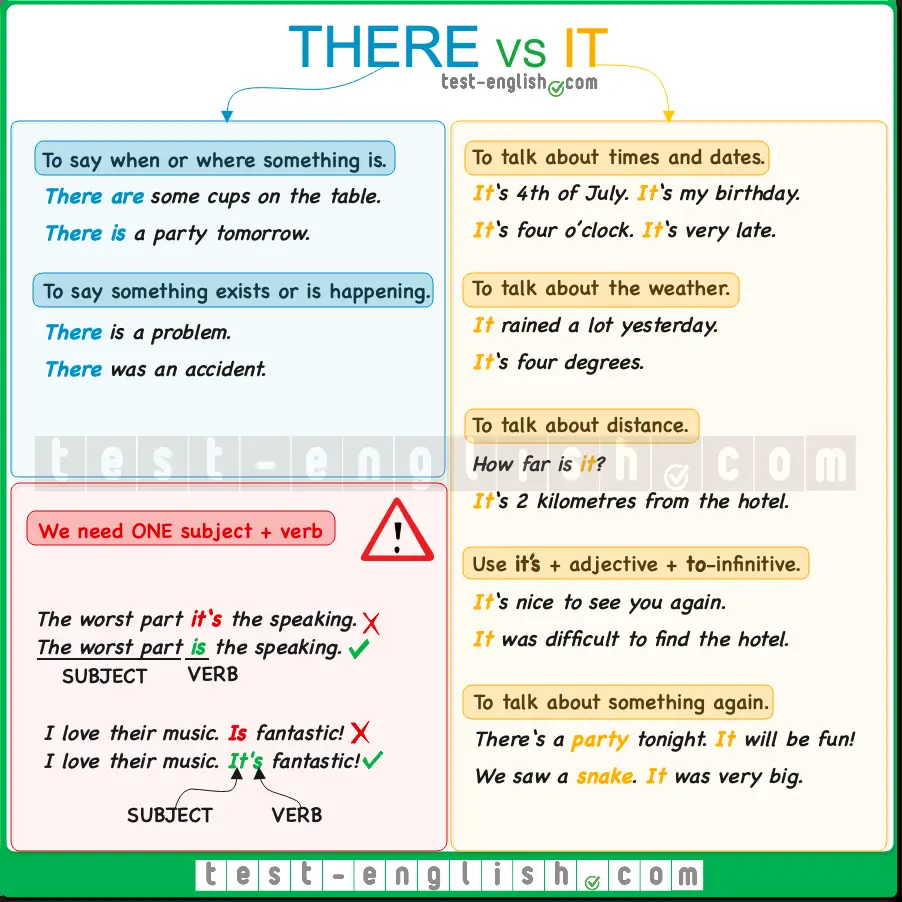 THERE vs IT
test-english.com
To say when or where something is.
There are some cups on the table.
There is a party tomorrow.
To say something exists or is happening.
There is a problem.
There was an accident.
We need ONE subject + verb
!
The worst part it's the speaking.
The worst part is the speaking.
SUBJECT VERB
I love their music. Is fantastic!
I love their music. It's fantastic!
SUBJECT VERB
To talk about times and dates.
It's 4th of July. It's my birthday.
It's four o'clock. It's very late.
To talk about the weather.
It rained a lot yesterday.
It's four degrees.
To talk about distance.
How far is it?
It's 2 kilometres from the hotel.
Use it's + adjective + to-infinitive.
It's nice to see you again.
It was difficult to find the hotel.
To talk about something again.
There's a party tonight. It will be fun!
We saw a snake. It was very big.
test-english.com
test-english.com